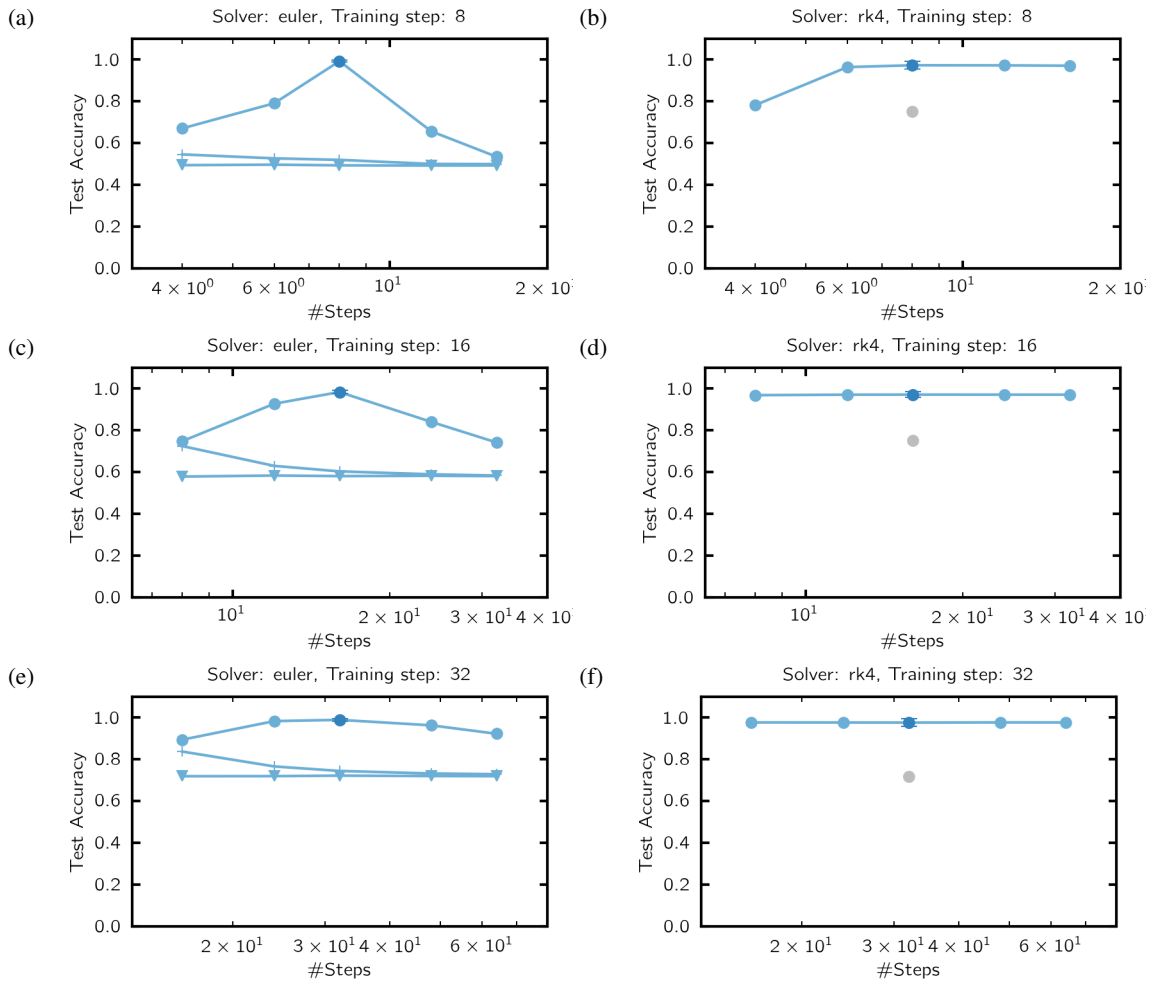 (a)
Solver: euler, Training step: 8
Test Accuracy
1.0
0.8
0.6
0.4
0.2
0.0
4 × 10⁰
6 × 10⁰
10¹
2 × 10
#Steps
(b)
Solver: rk4, Training step: 8
Test Accuracy
1.0
0.8
0.6
0.4
0.2
0.0
4 × 10⁰
6 × 10⁰
10¹
2 × 10
#Steps
(c)
Solver: euler, Training step: 16
Test Accuracy
1.0
0.8
0.6
0.4
0.2
0.0
10¹
2 × 10¹
3 × 10¹
4 × 10
#Steps
(d)
Solver: rk4, Training step: 16
Test Accuracy
1.0
0.8
0.6
0.4
0.2
0.0
10¹
2 × 10¹
3 × 10¹
4 × 10
#Steps
(e)
Solver: euler, Training step: 32
Test Accuracy
1.0
0.8
0.6
0.4
0.2
0.0
2 × 10¹
3 × 10¹
4 × 10¹
6 × 10¹
#Steps
(f)
Solver: rk4, Training step: 32
Test Accuracy
1.0
0.8
0.6
0.4
0.2
0.0
2 × 10¹
3 × 10¹
4 × 10¹
6 × 10¹
#Steps